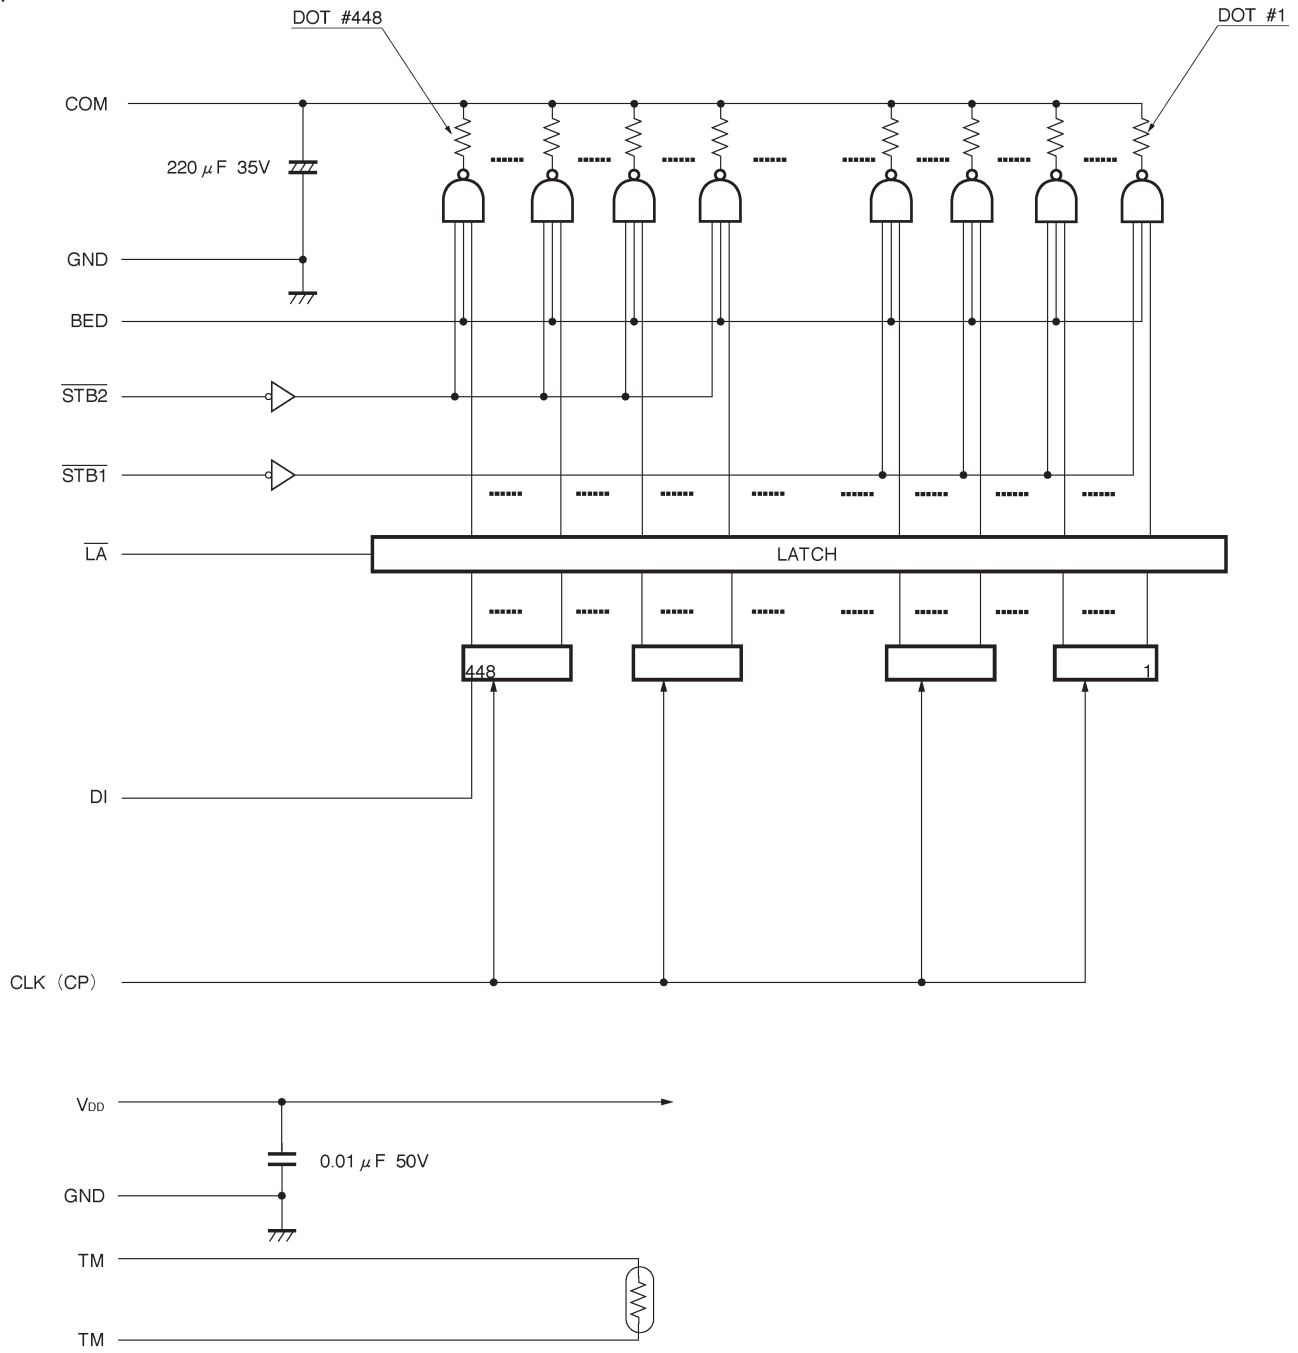 DOT #448
DOT #1
COM
220 μF 35V
GND
BED
STB2
STB1
LA
LATCH
448
1
DI
CLK (CP)
VDD
0.01 μF 50V
GND
TM
TM